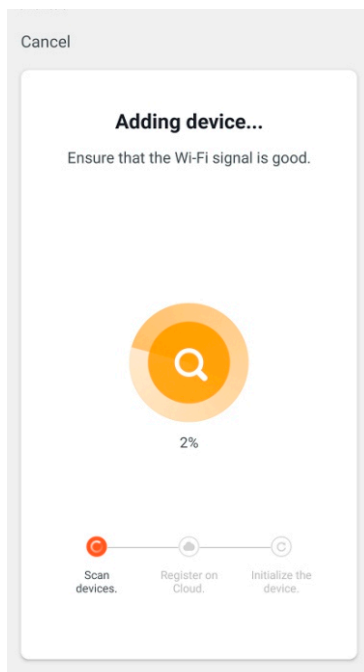 Cancel
Adding device...
Ensure that the Wi-Fi signal is good.
2%
Scan
devices.
Register on
Cloud.
Initialize the
device.